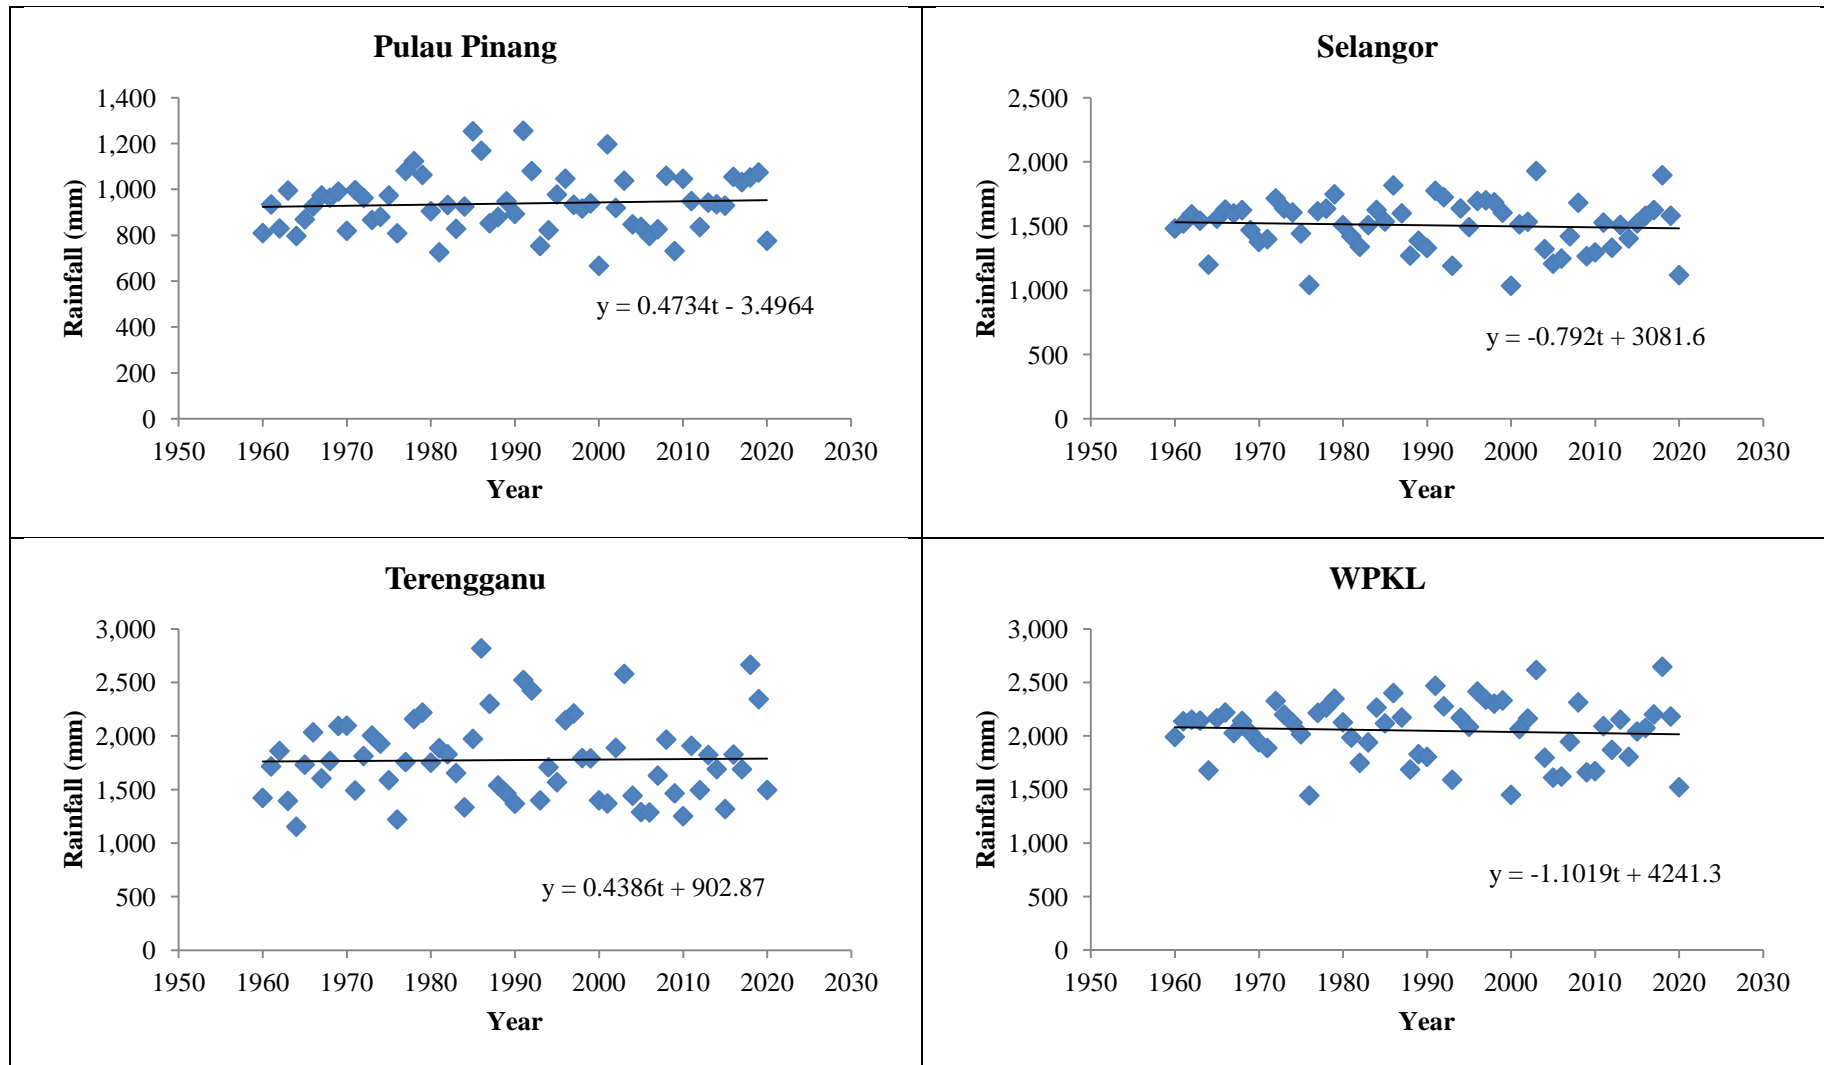 Pulau Pinang
1,400
1,200
1,000
800
600
400
200
0
Rainfall (mm)
y = 0.4734t - 3.4964
1950 1960 1970 1980 1990 2000 2010 2020 2030
Year
Selangor
2,500
2,000
1,500
1,000
500
0
Rainfall (mm)
y = -0.792t + 3081.6
1950 1960 1970 1980 1990 2000 2010 2020 2030
Year
Terengganu
3,000
2,500
2,000
1,500
1,000
500
0
Rainfall (mm)
y = 0.4386t + 902.87
1950 1960 1970 1980 1990 2000 2010 2020 2030
Year
WPKL
3,000
2,500
2,000
1,500
1,000
500
0
Rainfall (mm)
y = -1.1019t + 4241.3
1950 1960 1970 1980 1990 2000 2010 2020 2030
Year